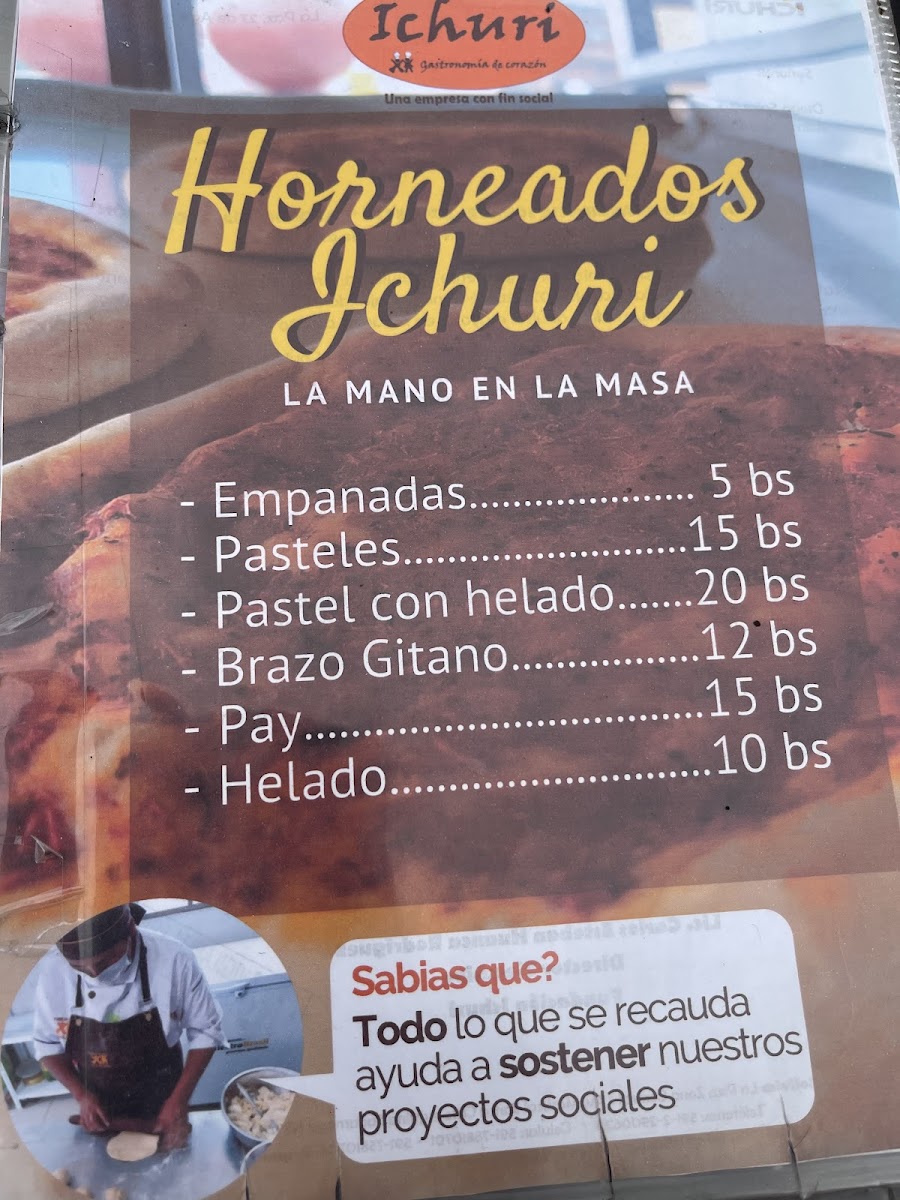 Ichuri
Gastronomía de corazón
Una empresa con fin social
Horneados
Ichuri
LA MANO EN LA MASA
- Empanadas..................... 5 bs
- Pasteles...........................15 bs
- Pastel con helado.......20 bs
- Brazo Gitano..................12 bs
- Pay......................................15 bs
- Helado..............................10 bs
Sabias que?
Todo lo que se recauda
ayuda a sostener nuestros
proyectos sociales